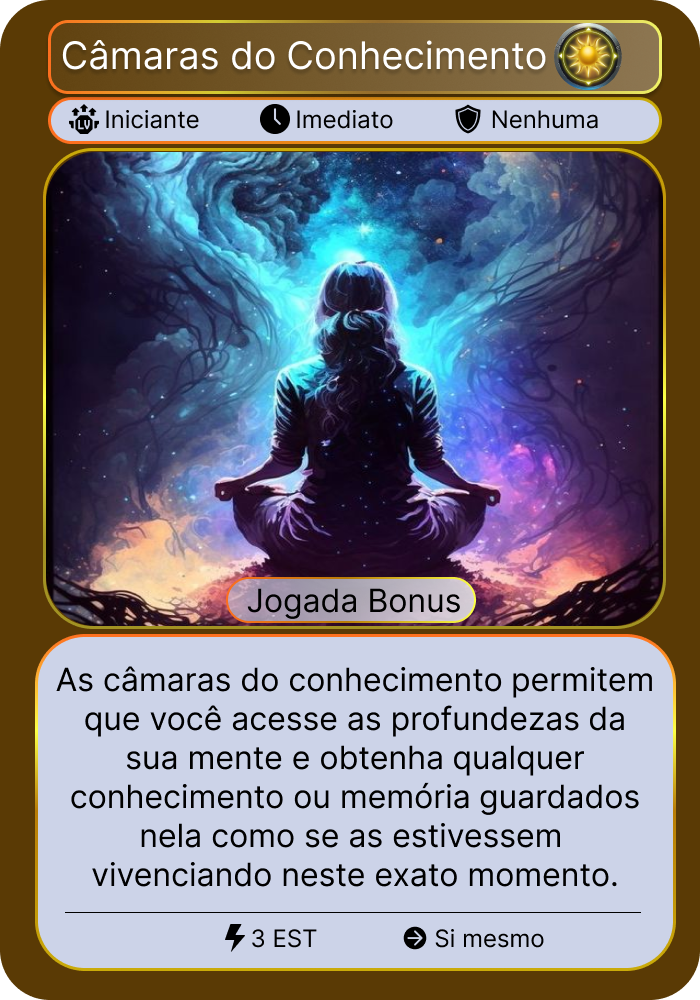 Câmaras do Conhecimento
LV Iniciante Imediato Nenhuma
Jogada Bonus
As câmaras do conhecimento permitem
que você acesse as profundezas da
sua mente e obtenha qualquer
conhecimento ou memória guardados
nela como se as estivessem
vivenciando neste exato momento.
3 EST Si mesmo